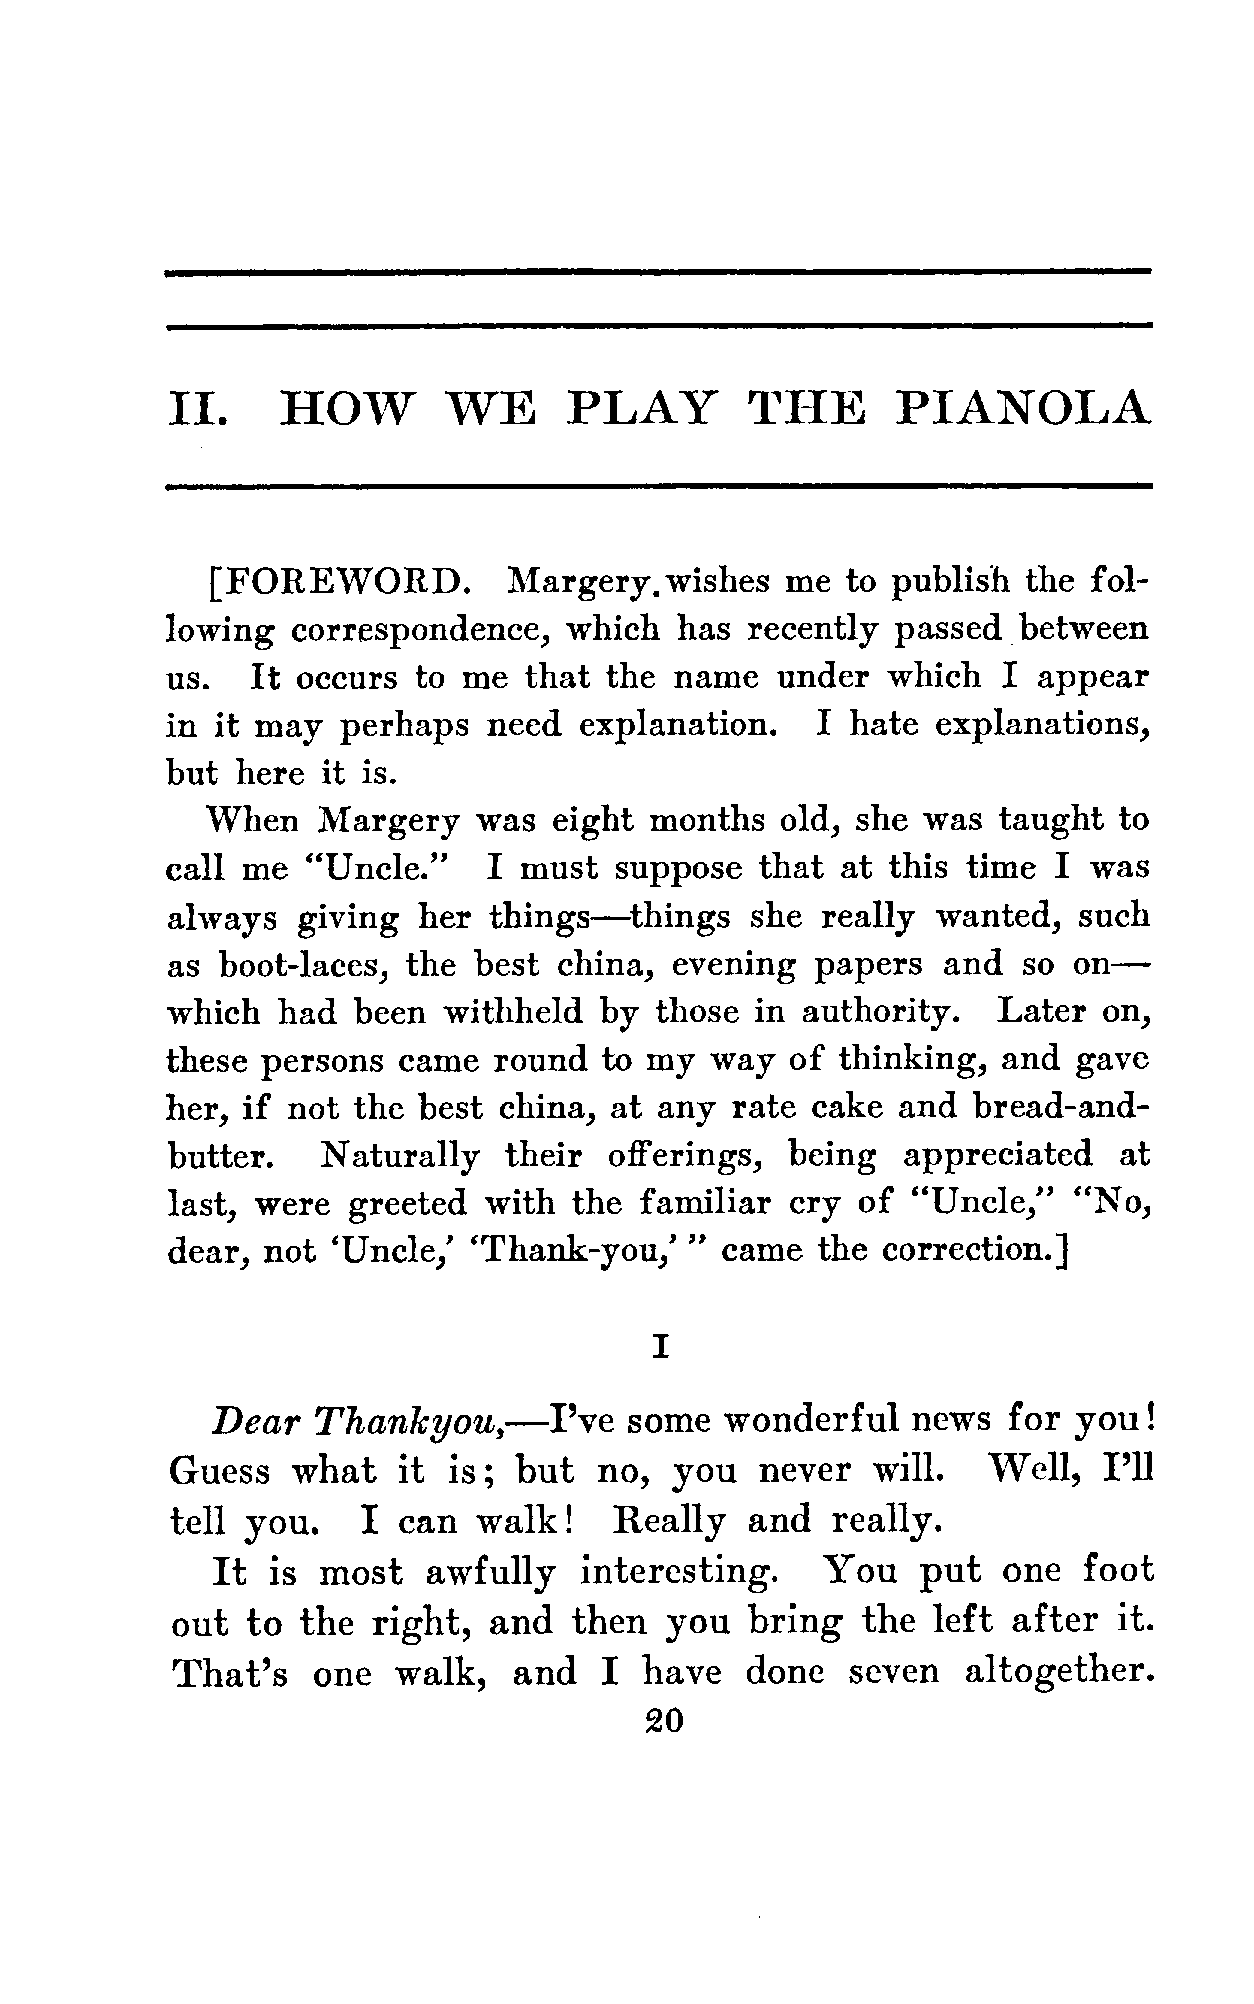 II. HOW WE PLAY THE PIANOLA
[FOREWORD. Margery wishes me to publish the fol-
lowing correspondence, which has recently passed between
us. It occurs to me that the name under which I appear
in it may perhaps need explanation. I hate explanations,
but here it is.
When Margery was eight months old, she was taught to
call me "Uncle." I must suppose that at this time I was
always giving her things—things she really wanted, such
as boot-laces, the best china, evening papers and so on—
which had been withheld by those in authority. Later on,
these persons came round to my way of thinking, and gave
her, if not the best china, at any rate cake and bread-and-
butter. Naturally their offerings, being appreciated at
last, were greeted with the familiar cry of "Uncle," "No,
dear, not 'Uncle,' 'Thank-you,' " came the correction.]
I
Dear Thankyou,—I've some wonderful news for you!
Guess what it is; but no, you never will. Well, I'll
tell you. I can walk! Really and really.
It is most awfully interesting. You put one foot
out to the right, and then you bring the left after it.
That's one walk, and I have done seven altogether.
20